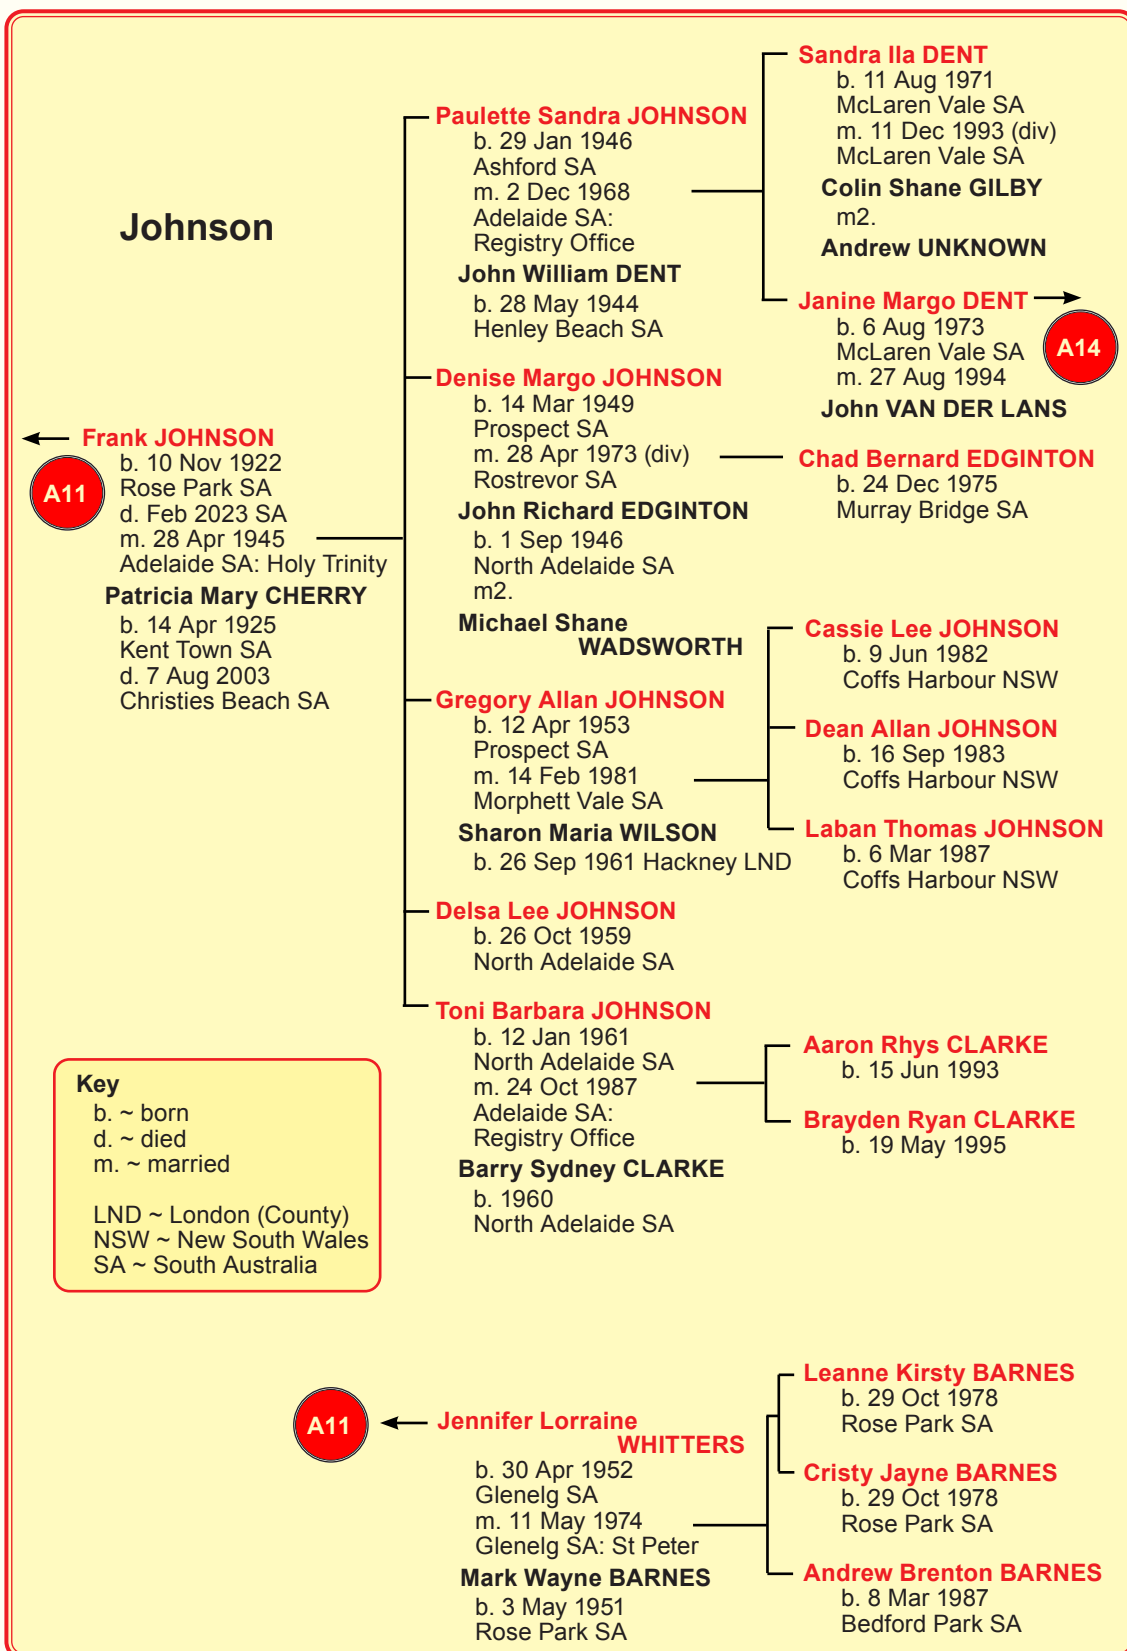 Johnson
Frank JOHNSON
A11
b. 10 Nov 1922
Rose Park SA
d. Feb 2023 SA
m. 28 Apr 1945
Adelaide SA: Holy Trinity
Patricia Mary CHERRY
b. 14 Apr 1925
Kent Town SA
d. 7 Aug 2003
Christies Beach SA
Paulette Sandra JOHNSON
b. 29 Jan 1946
Ashford SA
m. 2 Dec 1968
Adelaide SA:
Registry Office
John William DENT
b. 28 May 1944
Henley Beach SA
Sandra Ila DENT
b. 11 Aug 1971
McLaren Vale SA
m. 11 Dec 1993 (div)
McLaren Vale SA
Colin Shane GILBY
m2.
Andrew UNKNOWN
Janine Margo DENT
A14
b. 6 Aug 1973
McLaren Vale SA
m. 27 Aug 1994
John VAN DER LANS
Denise Margo JOHNSON
b. 14 Mar 1949
Prospect SA
m. 28 Apr 1973 (div)
Rostrevor SA
John Richard EDGINTON
b. 1 Sep 1946
North Adelaide SA
m2.
Michael Shane
WADSWORTH
Chad Bernard EDGINTON
b. 24 Dec 1975
Murray Bridge SA
Gregory Allan JOHNSON
b. 12 Apr 1953
Prospect SA
m. 14 Feb 1981
Morphett Vale SA
Sharon Maria WILSON
b. 26 Sep 1961 Hackney LND
Cassie Lee JOHNSON
b. 9 Jun 1982
Coffs Harbour NSW
Dean Allan JOHNSON
b. 16 Sep 1983
Coffs Harbour NSW
Laban Thomas JOHNSON
b. 6 Mar 1987
Coffs Harbour NSW
Delsa Lee JOHNSON
b. 26 Oct 1959
North Adelaide SA
Toni Barbara JOHNSON
b. 12 Jan 1961
North Adelaide SA
m. 24 Oct 1987
Adelaide SA:
Registry Office
Barry Sydney CLARKE
b. 1960
North Adelaide SA
Aaron Rhys CLARKE
b. 15 Jun 1993
Brayden Ryan CLARKE
b. 19 May 1995
Key
b. ~ born
d. ~ died
m. ~ married
LND ~ London (County)
NSW ~ New South Wales
SA ~ South Australia
A11
Jennifer Lorraine
WHITTERS
b. 30 Apr 1952
Glenelg SA
m. 11 May 1974
Glenelg SA: St Peter
Mark Wayne BARNES
b. 3 May 1951
Rose Park SA
Leanne Kirsty BARNES
b. 29 Oct 1978
Rose Park SA
Cristy Jayne BARNES
b. 29 Oct 1978
Rose Park SA
Andrew Brenton BARNES
b. 8 Mar 1987
Bedford Park SA